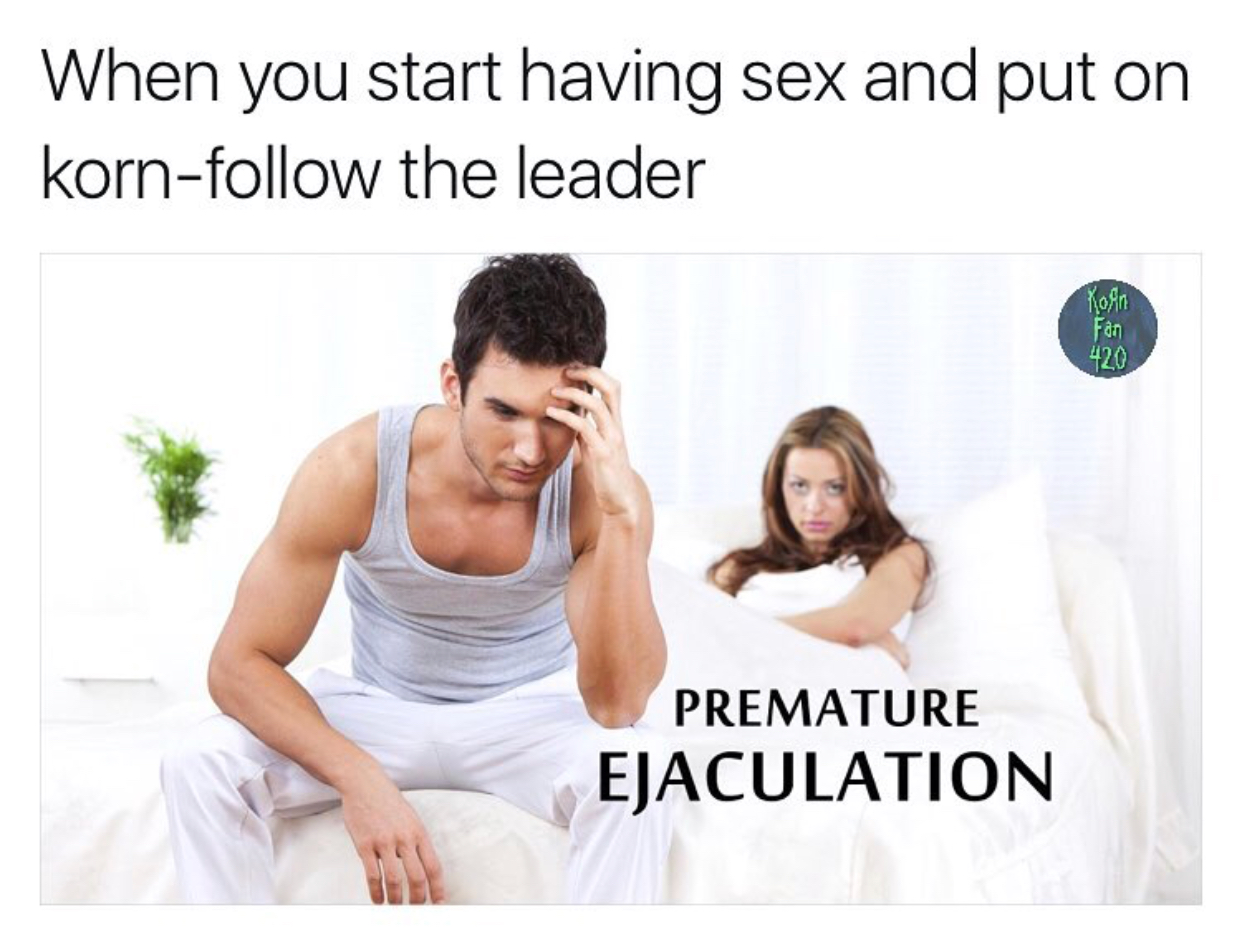 When you start having sex and put on
korn-follow the leader
KoЯn
Fan
420
PREMATURE
EJACULATION